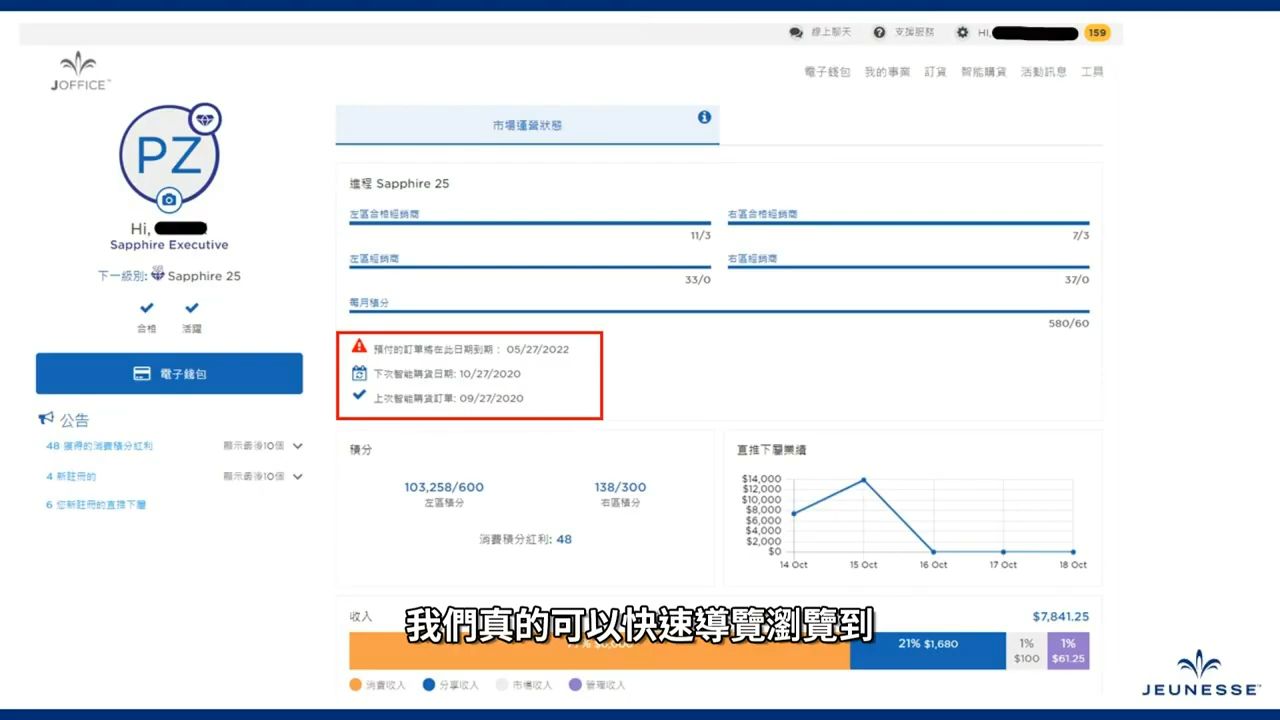 線上聊天 支援服務 HI, 159
JOFFICE
電子錢包 我的事業 訂貨 智能購貨 活動訊息 工具
PZ
Hi,
Sapphire Executive
下一級別: Sapphire 25
合格 活躍
電子錢包
公告
48 獲得的消費積分紅利 顯示最後10個
4 新註冊的 顯示最後10個
6 您新註冊的直推下屬
市場運營狀態
進程 Sapphire 25
左區合格經銷商 右區合格經銷商
11/3 7/3
左區經銷商 右區經銷商
33/0 37/0
每月積分
580/60
預付的訂單將在此日期到期： 05/27/2022
下次智能購貨日期: 10/27/2020
上次智能購貨訂單: 09/27/2020
積分
103,258/600 138/300
左區積分 右區積分
消費積分紅利: 48
直推下屬業績
$14,000
$12,000
$10,000
$8,000
$6,000
$4,000
$2,000
$0
14 Oct 15 Oct 16 Oct 17 Oct 18 Oct
收入 $7,841.25
21% $1,680 1% $100 1% $61.25
消費收入 分享收入 市場收入 管理收入
我們真的可以快速導覽瀏覽到
JEUNESSE